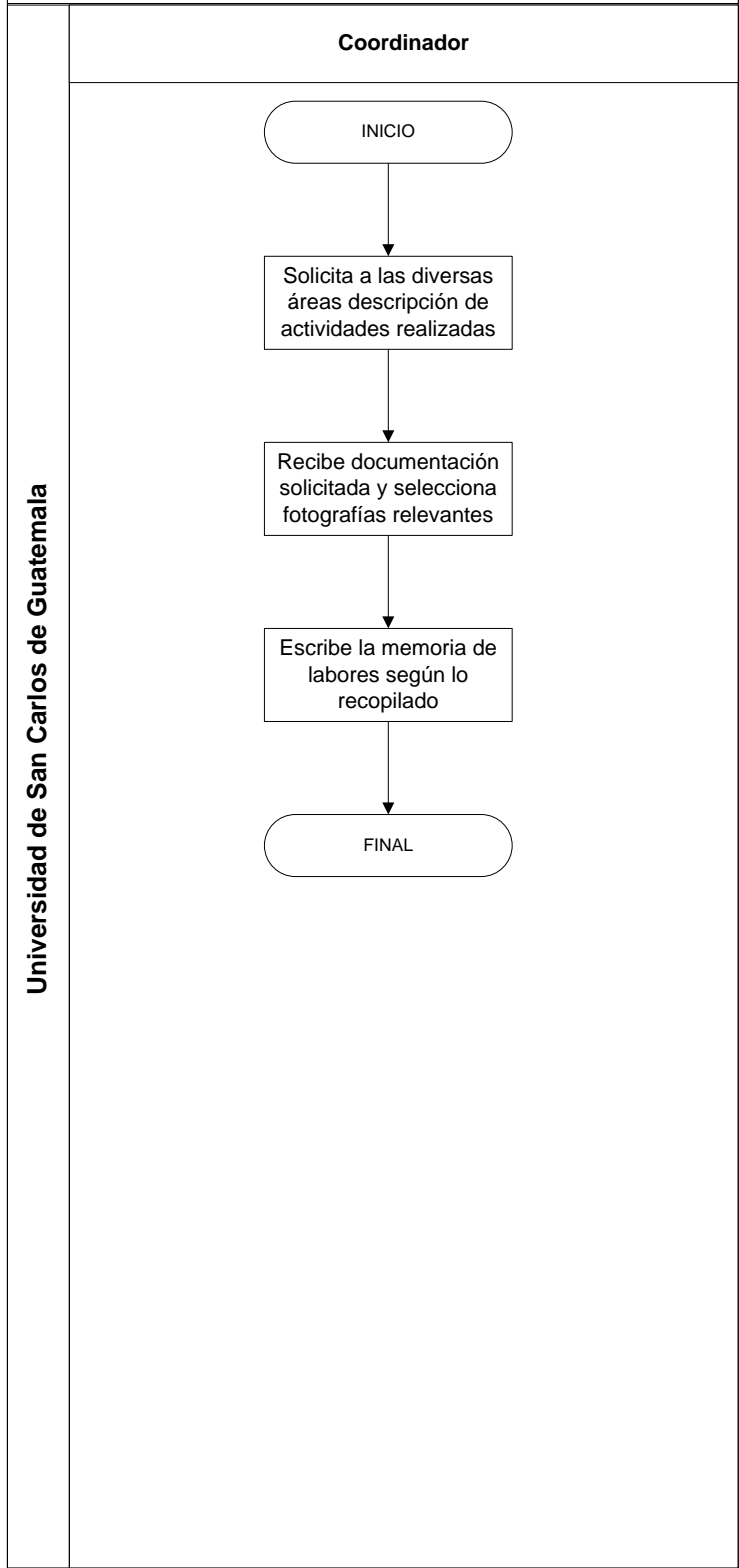 Coordinador
INICIO
Solicita a las diversas
áreas descripción de
actividades realizadas
Recibe documentación
solicitada y selecciona
fotografías relevantes
Escribe la memoria de
labores según lo
recopilado
FINAL
Universidad de San Carlos de Guatemala